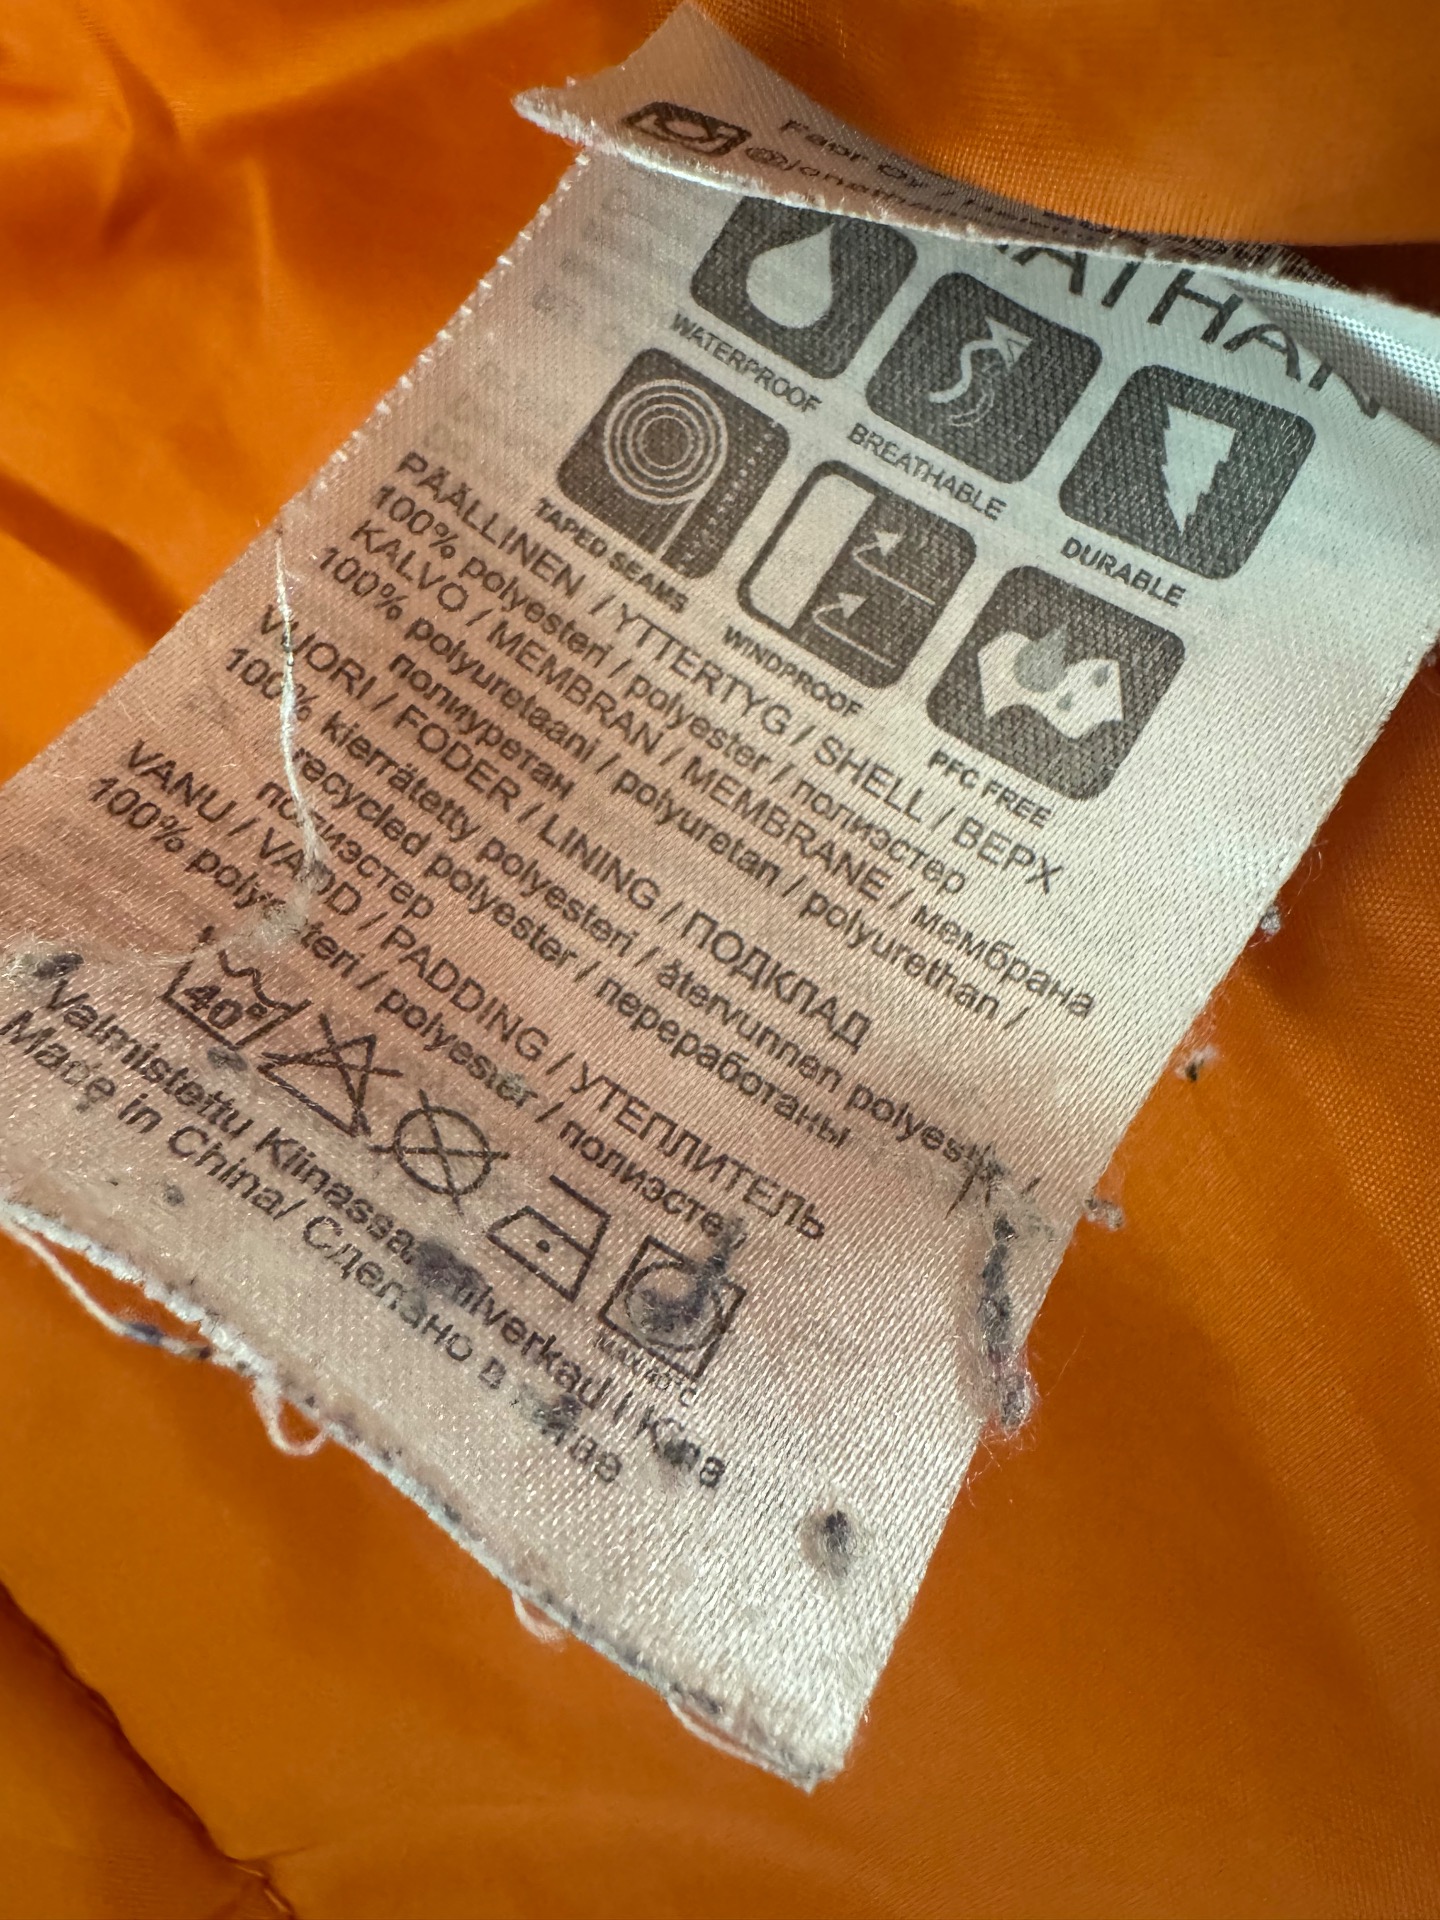 WATERPROOF
BREATHABLE
DURABLE
TAPED SEAMS
WINDPROOF
PFC FREE
PÄÄLLINEN / YTTERTYG / SHELL / ВЕРХ
100% polyesteri / polyester / полиэстер
KALVO / MEMBRAN / MEMBRANE / мембрана
100% polyuretaani / polyuretan / polyurethan /
полиуретан
VUORI / FODER / LINING / ПОДКЛАД
100% kierrätetty polyesteri / återvunnen polyester /
recycled polyester / переработаны
полиэстер
VANU / VADD / PADDING / УТЕПЛИТЕЛЬ
100% polyesteri / polyester / полиэстер
40°
Valmistettu Kiinassa Tillverkad i Kina
Made in China/ Сделано в